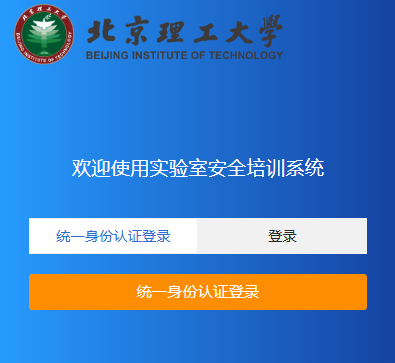 北京理工大学
BEIJING INSTITUTE OF TECHNOLOGY
欢迎使用实验室安全培训系统
统一身份认证登录
登录
统一身份认证登录